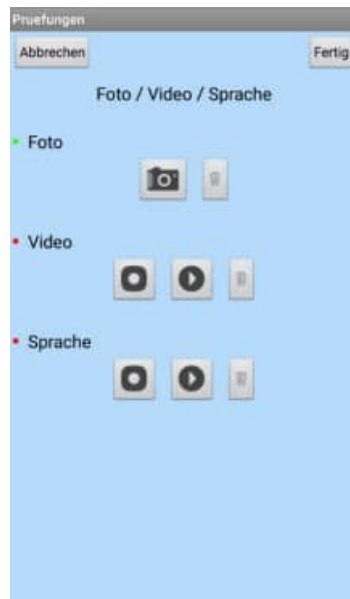 Pruefungen
Abbrechen Fertig
Foto / Video / Sprache
Foto
Video
Sprache